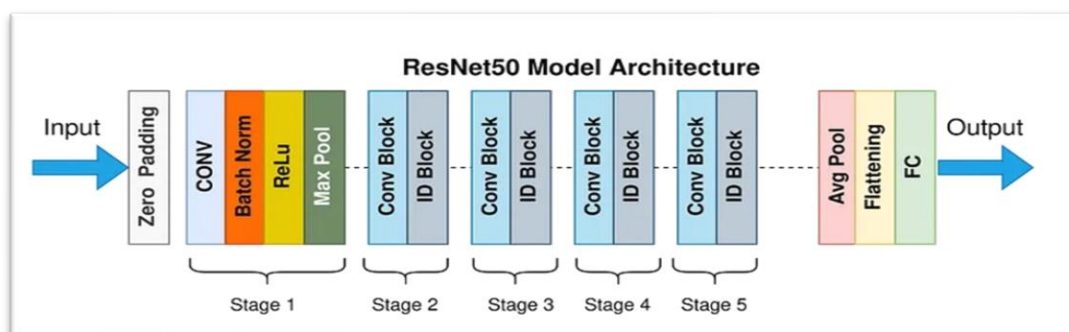 ResNet50 Model Architecture
Input
Zero Padding
CONV
Batch Norm
ReLu
Max Pool
Conv Block
ID Block
Conv Block
ID Block
Conv Block
ID Block
Conv Block
ID Block
Avg Pool
Flattening
FC
Output
Stage 1
Stage 2
Stage 3
Stage 4
Stage 5